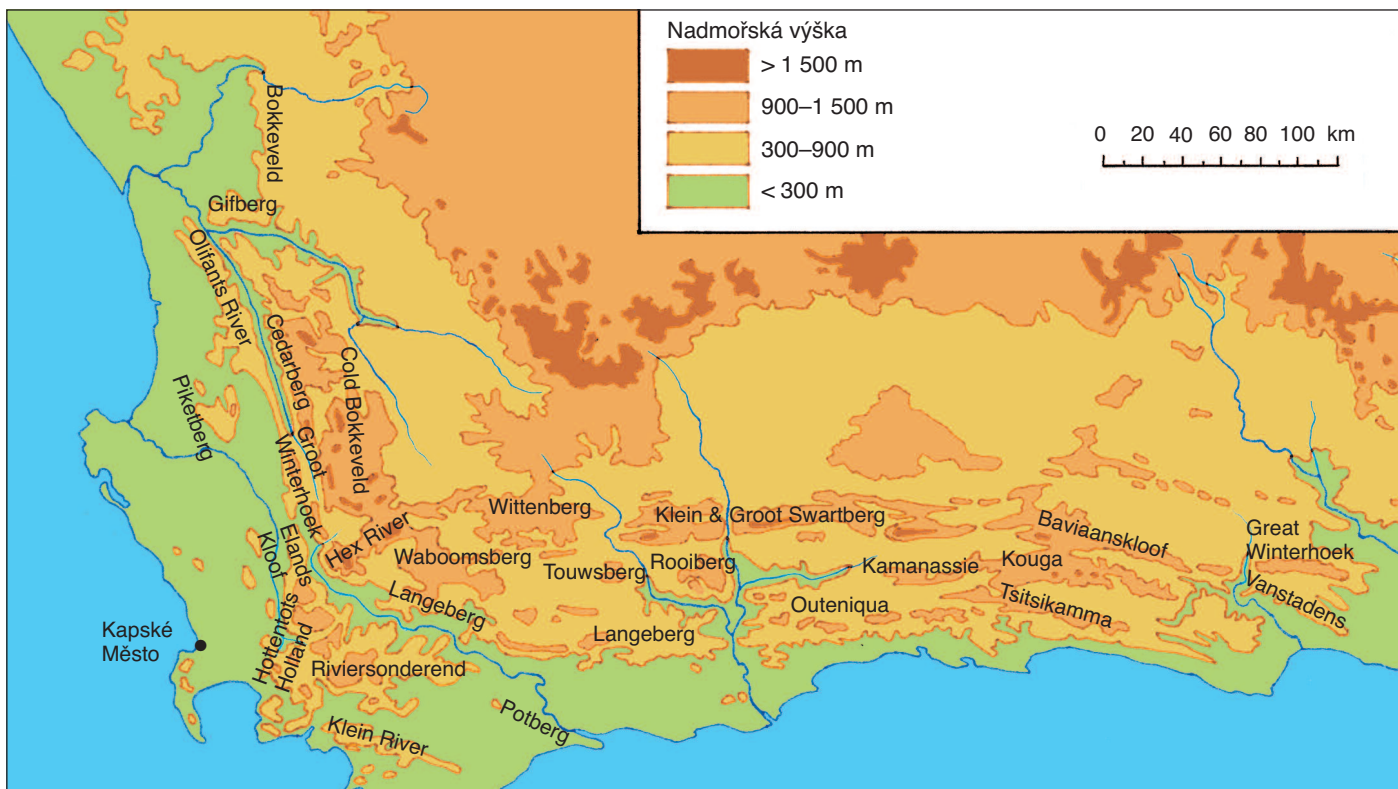 Nadmořská výška
> 1 500 m
900–1 500 m
300–900 m
< 300 m
0 20 40 60 80 100 km
Bokkeveld
Gifberg
Olifants River
Cedarberg
Cold Bokkeveld
Piketberg
Groot
Winterhoek
Hex River
Elands
Kloof
Wittenberg
Klein & Groot Swartberg
Baviaanskloof
Great
Winterhoek
Waboomsberg
Touwsberg
Rooiberg
Kamanassie
Kouga
Vanstadens
Langeberg
Outeniqua
Tsitsikamma
Langeberg
Kapské
Město
Hottentots
Holland
Riviersonderend
Potberg
Klein River